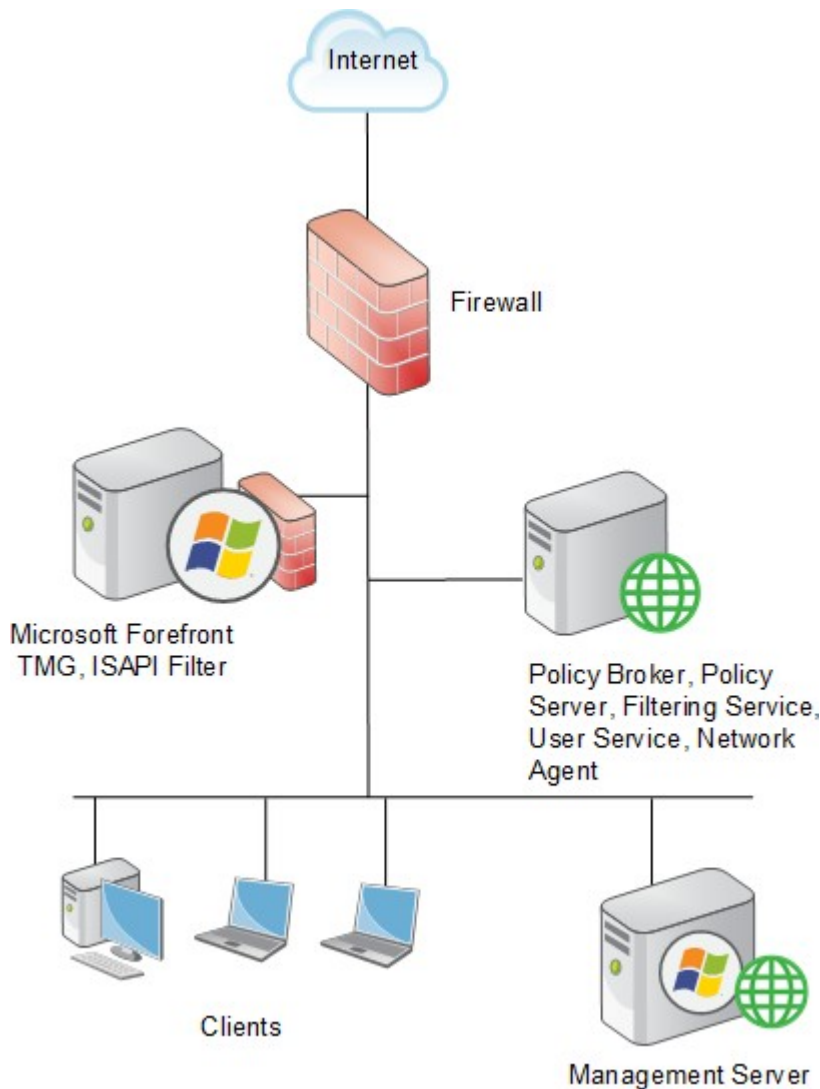 Internet
Firewall
Microsoft Forefront
TMG, ISAPI Filter
Policy Broker, Policy
Server, Filtering Service,
User Service, Network
Agent
Clients
Management Server